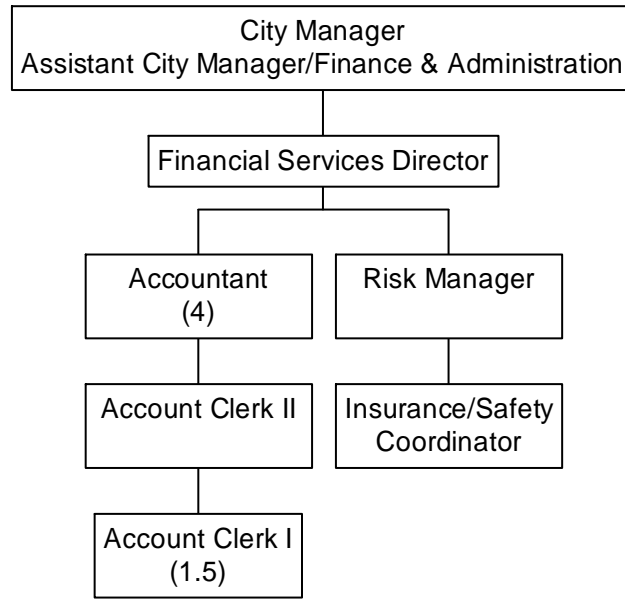 City Manager
Assistant City Manager/Finance & Administration
Financial Services Director
Accountant
(4)
Risk Manager
Account Clerk II
Insurance/Safety
Coordinator
Account Clerk I
(1.5)